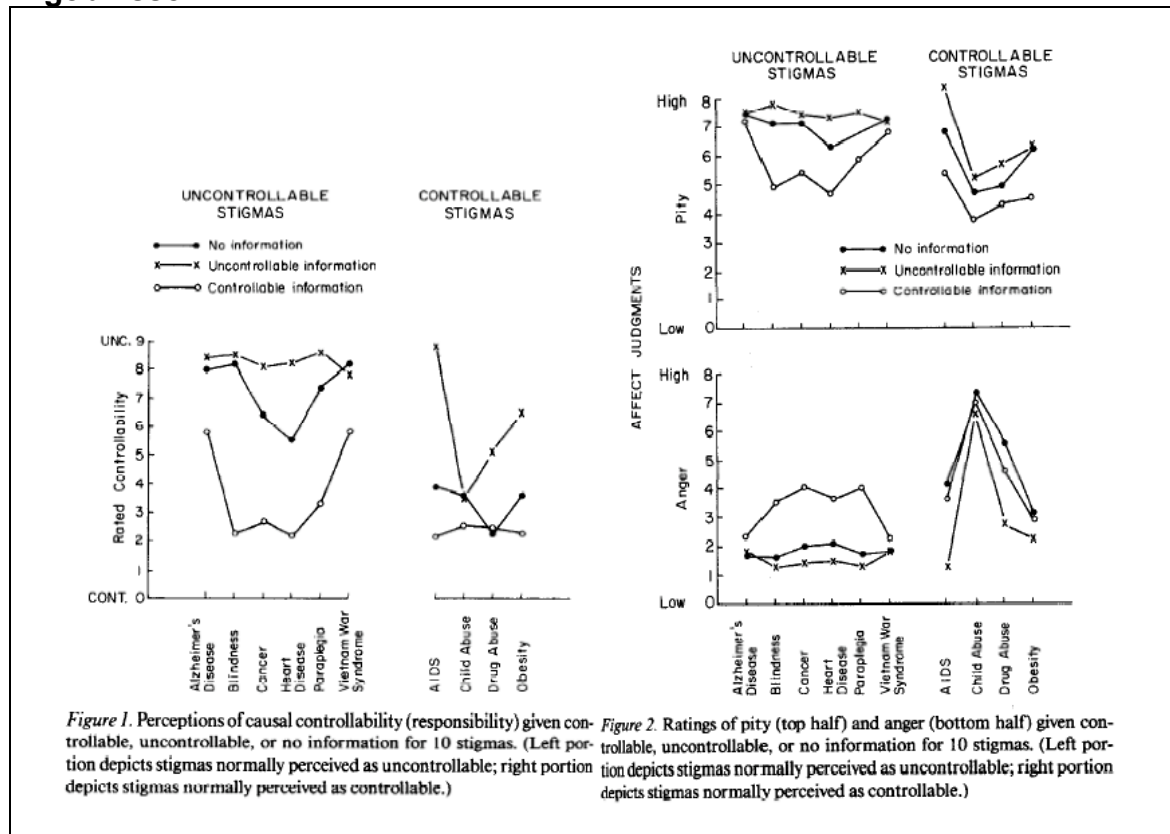 UNCONTROLLABLE
STIGMAS
CONTROLLABLE
STIGMAS
No information
Uncontrollable information
Controllable information
UNC. 9
8
7
6
5
4
3
2
1
CONT. 0
Rated Controllability
Alzheimer's
Disease
Blindness
Cancer
Heart
Disease
Paraplegia
Vietnam War
Syndrome
AIDS
Child Abuse
Drug Abuse
Obesity
Figure 1. Perceptions of causal controllability (responsibility) given con-
trollable, uncontrollable, or no information for 10 stigmas. (Left por-
tion depicts stigmas normally perceived as uncontrollable; right portion
depicts stigmas normally perceived as controllable.)
UNCONTROLLABLE
STIGMAS
CONTROLLABLE
STIGMAS
AFFECT JUDGMENTS
High 8
7
6
5
4
3
2
1
Low 0
Pity
No information
Uncontrollable information
Controllable information
High 8
7
6
5
4
3
2
1
Low 0
Anger
Alzheimer's
Disease
Blindness
Cancer
Heart
Disease
Paraplegia
Vietnam War
Syndrome
AIDS
Child Abuse
Drug Abuse
Obesity
Figure 2. Ratings of pity (top half) and anger (bottom half) given con-
trollable, uncontrollable, or no information for 10 stigmas. (Left por-
tion depicts stigmas normally perceived as uncontrollable; right portion
depicts stigmas normally perceived as controllable.)